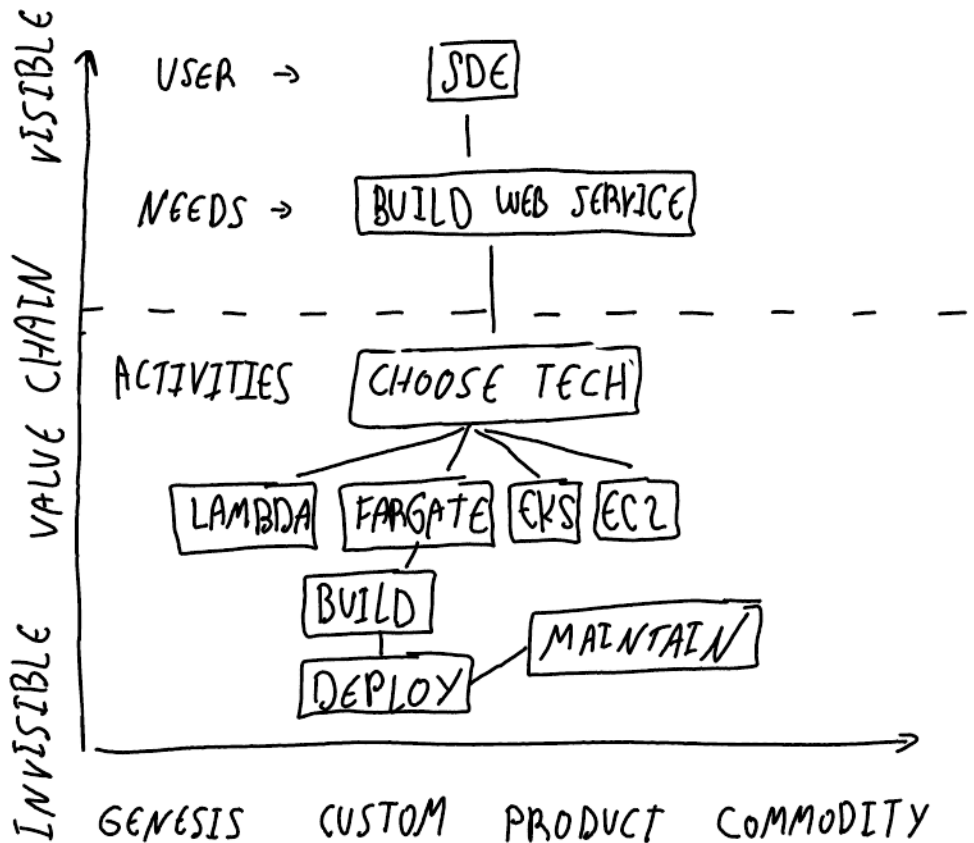 USER → SDE
NEEDS → BUILD WEB SERVICE
ACTIVITIES CHOOSE TECH
LAMBDA FARGATE EKS EC2
BUILD
MAINTAIN
DEPLOY
INVISIBLE VALUE CHAIN VISIBLE
GENESIS CUSTOM PRODUCT COMMODITY